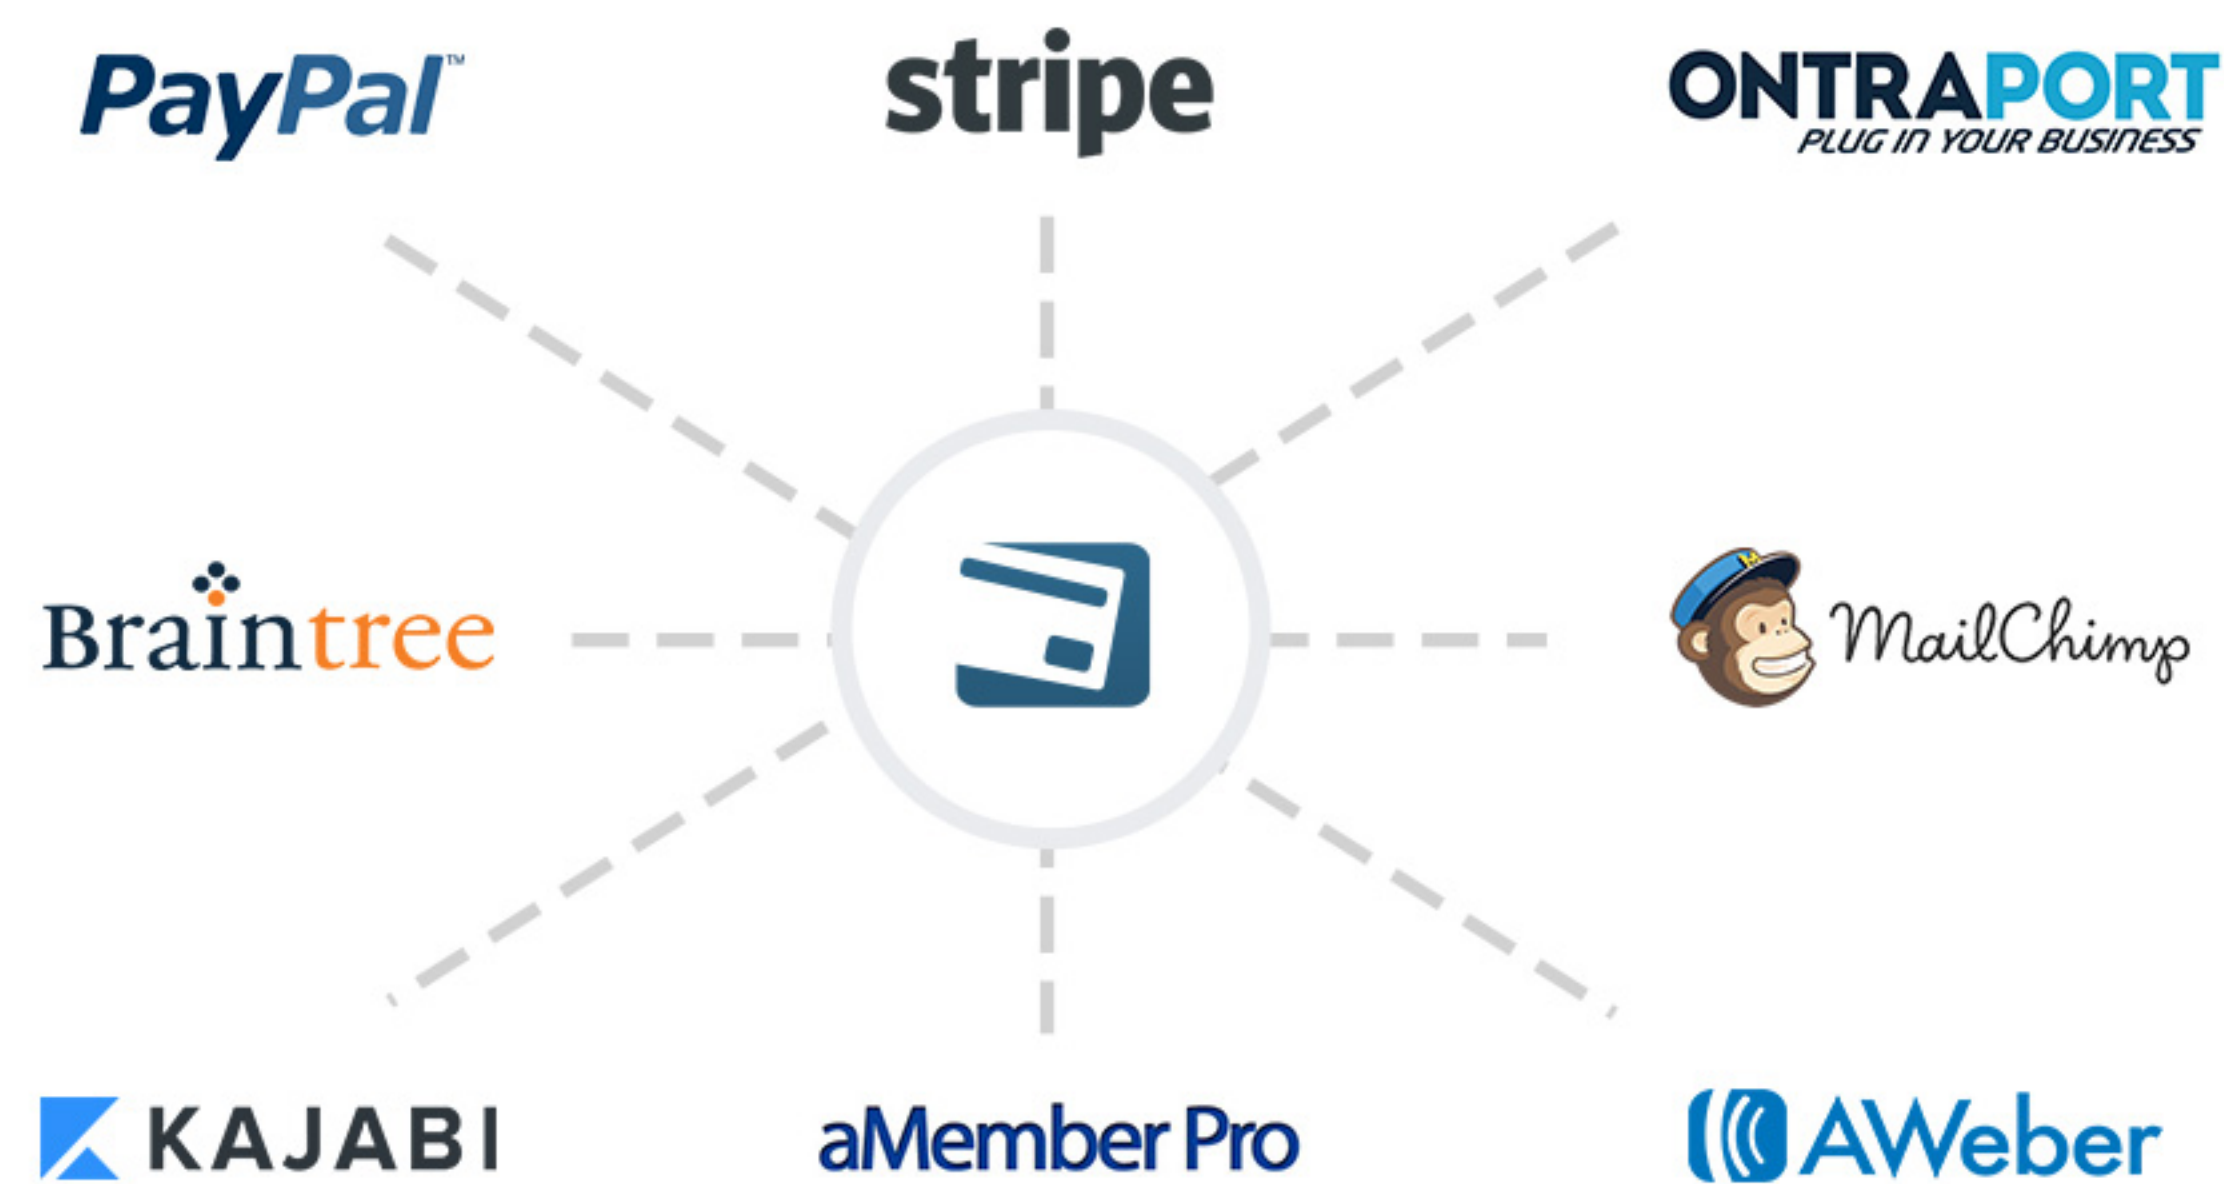 PayPal™
stripe
ONTRAPORT
PLUG IN YOUR BUSINESS
Braintree
MailChimp
KAJABI
aMember Pro
AWeber